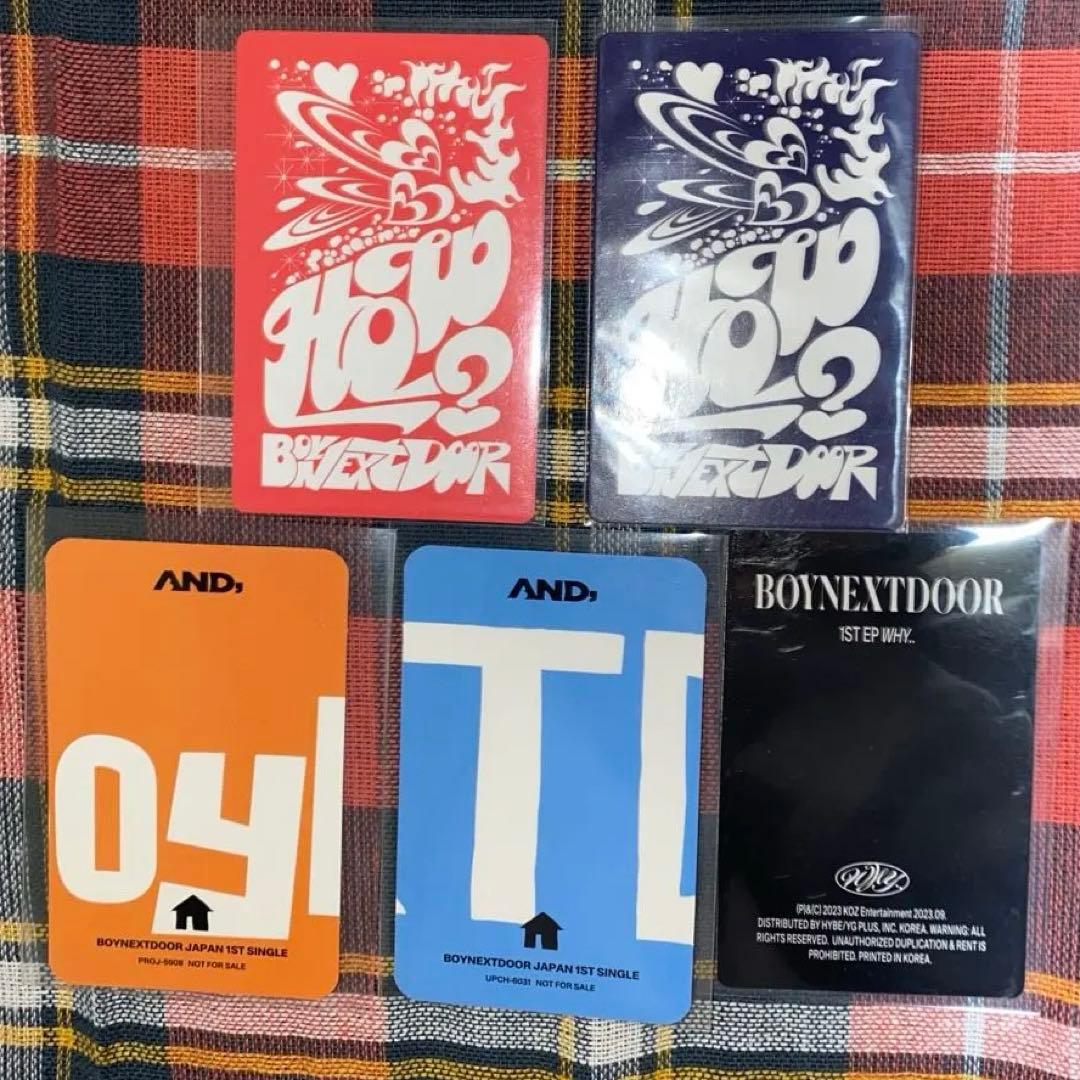 How?
BOYNEXTDOOR
How?
BOYNEXTDOOR
AND,
oy
BOYNEXTDOOR JAPAN 1ST SINGLE
PROJ-5908 NOT FOR SALE
AND,
T
BOYNEXTDOOR JAPAN 1ST SINGLE
UPCH-6031 NOT FOR SALE
BOYNEXTDOOR
1ST EP WHY..
WHY..
(P)&(C) 2023 KOZ Entertainment 2023.09.
DISTRIBUTED BY HYBE/YG PLUS, INC. KOREA. WARNING: ALL
RIGHTS RESERVED. UNAUTHORIZED DUPLICATION & RENT IS
PROHIBITED. PRINTED IN KOREA.